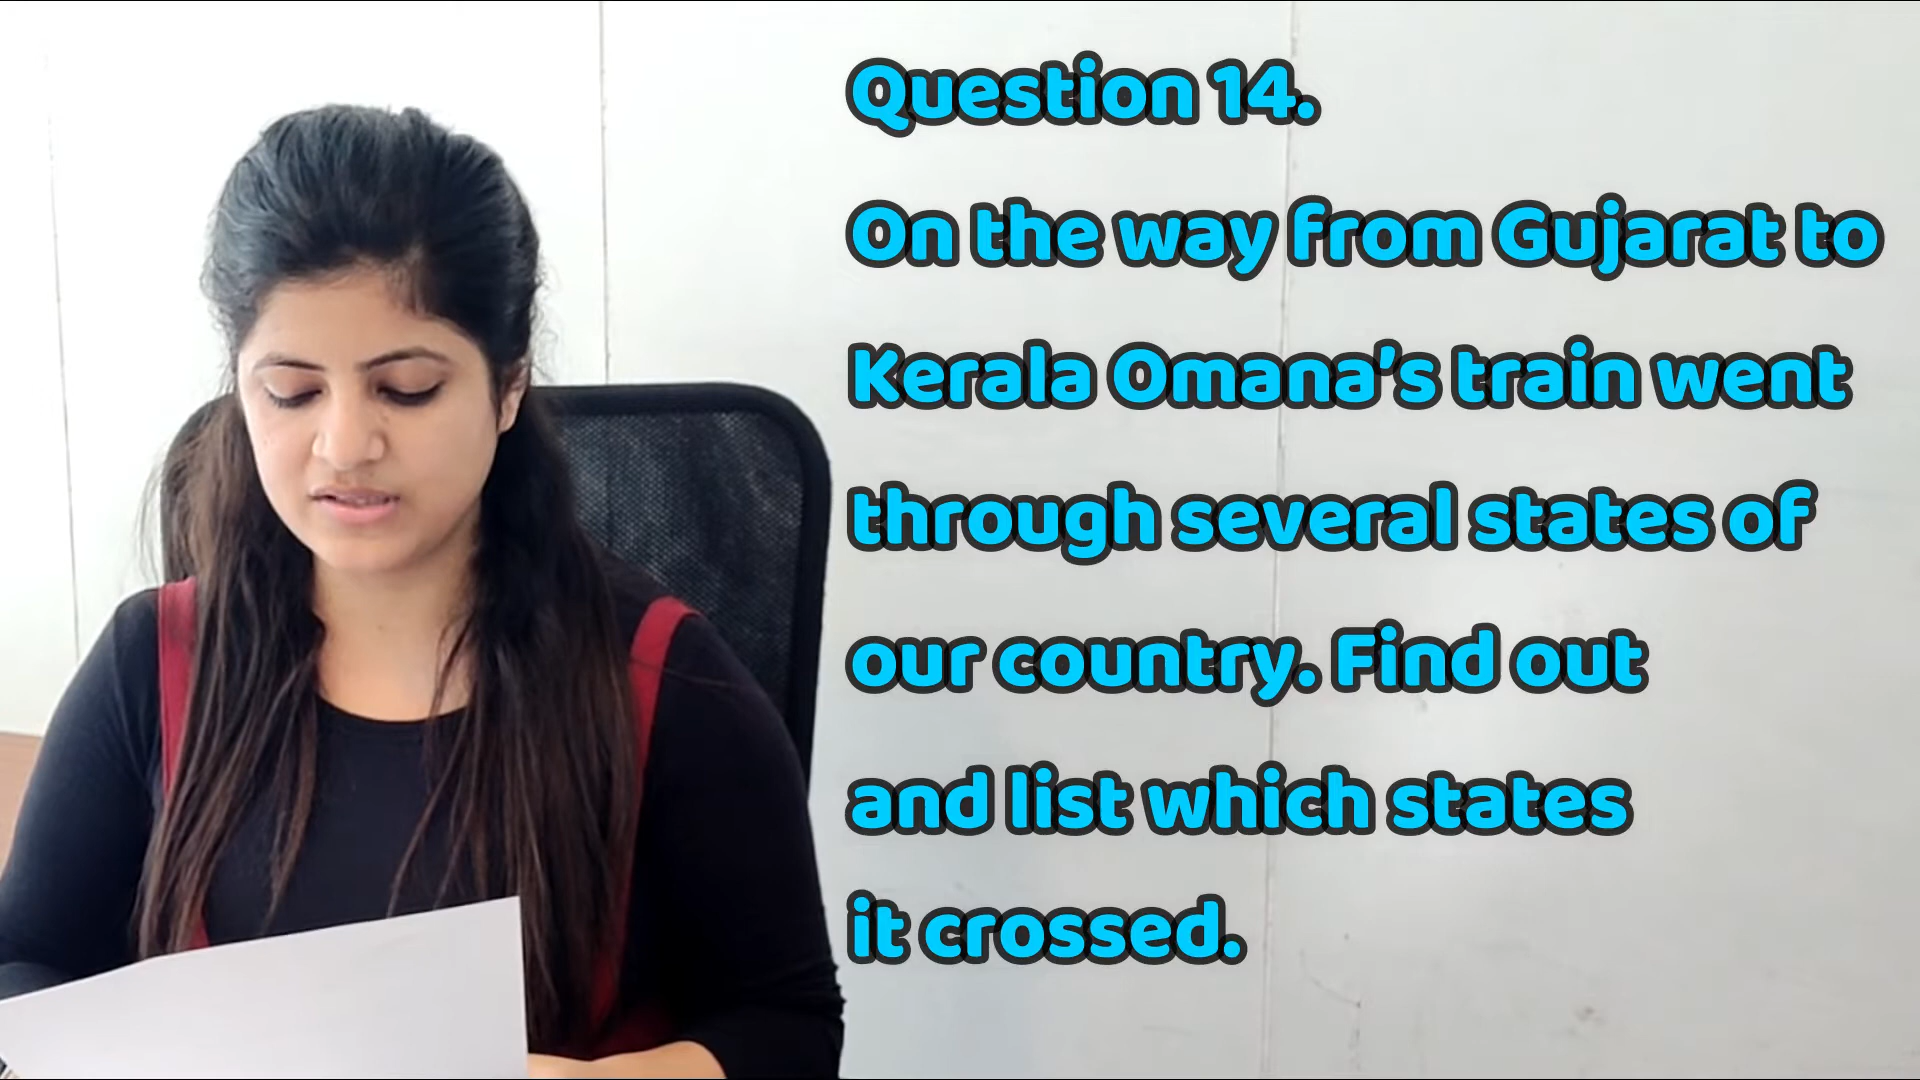 Question 14.
On the way from Gujarat to
Kerala Omana's train went
through several states of
our country. Find out
and list which states
it crossed.